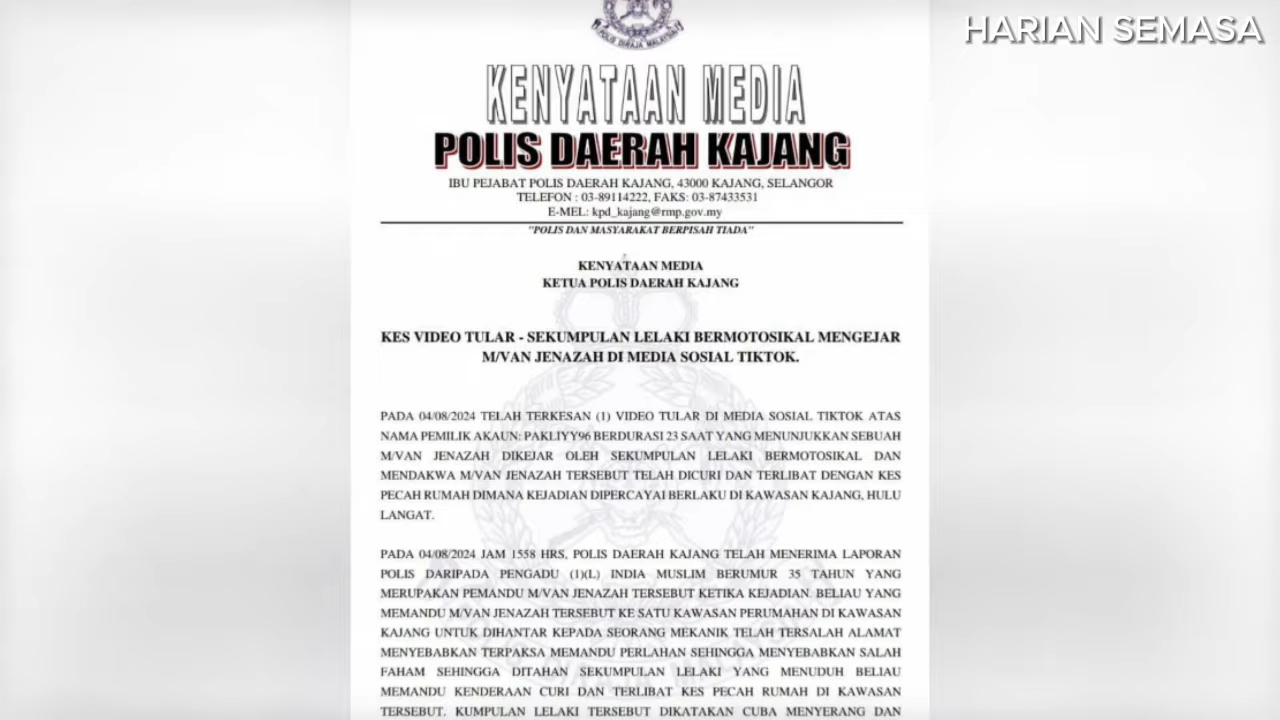 HARIAN SEMASA
POLIS DIRAJA MALAYSIA
KENYATAAN MEDIA
POLIS DAERAH KAJANG
IBU PEJABAT POLIS DAERAH KAJANG, 43000 KAJANG, SELANGOR
TELEFON : 03-89114222, FAKS: 03-87433531
E-MEL: kpd_kajang@rmp.gov.my
"POLIS DAN MASYARAKAT BERPISAH TIADA"
KENYATAAN MEDIA
KETUA POLIS DAERAH KAJANG
KES VIDEO TULAR - SEKUMPULAN LELAKI BERMOTOSIKAL MENGEJAR
M/VAN JENAZAH DI MEDIA SOSIAL TIKTOK.
PADA 04/08/2024 TELAH TERKESAN (1) VIDEO TULAR DI MEDIA SOSIAL TIKTOK ATAS
NAMA PEMILIK AKAUN: PAKLIYY96 BERDURASI 23 SAAT YANG MENUNJUKKAN SEBUAH
M/VAN JENAZAH DIKEJAR OLEH SEKUMPULAN LELAKI BERMOTOSIKAL DAN
MENDAKWA M/VAN JENAZAH TERSEBUT TELAH DICURI DAN TERLIBAT DENGAN KES
PECAH RUMAH DIMANA KEJADIAN DIPERCAYAI BERLAKU DI KAWASAN KAJANG, HULU
LANGAT.
PADA 04/08/2024 JAM 1558 HRS, POLIS DAERAH KAJANG TELAH MENERIMA LAPORAN
POLIS DARIPADA PENGADU (1)(L) INDIA MUSLIM BERUMUR 35 TAHUN YANG
MERUPAKAN PEMANDU M/VAN JENAZAH TERSEBUT KETIKA KEJADIAN. BELIAU YANG
MEMANDU M/VAN JENAZAH TERSEBUT KE SATU KAWASAN PERUMAHAN DI KAWASAN
KAJANG UNTUK DIHANTAR KEPADA SEORANG MEKANIK TELAH TERSALAH ALAMAT
MENYEBABKAN TERPAKSA MEMANDU PERLAHAN SEHINGGA MENYEBABKAN SALAH
FAHAM SEHINGGA DITAHAN SEKUMPULAN LELAKI YANG MENUDUH BELIAU
MEMANDU KENDERAAN CURI DAN TERLIBAT KES PECAH RUMAH DI KAWASAN
TERSEBUT. KUMPULAN LELAKI TERSEBUT DIKATAKAN CUBA MENYERANG DAN